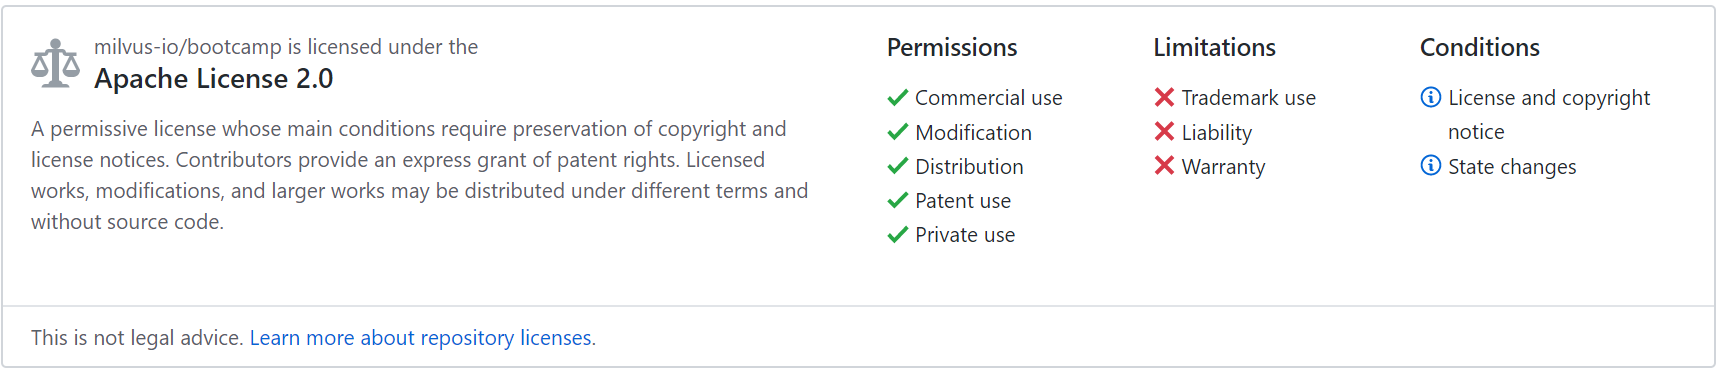 milvus-io/bootcamp is licensed under the
Apache License 2.0
A permissive license whose main conditions require preservation of copyright and
license notices. Contributors provide an express grant of patent rights. Licensed
works, modifications, and larger works may be distributed under different terms and
without source code.
Permissions
Commercial use
Modification
Distribution
Patent use
Private use
Limitations
Trademark use
Liability
Warranty
Conditions
License and copyright
notice
State changes
This is not legal advice. Learn more about repository licenses.